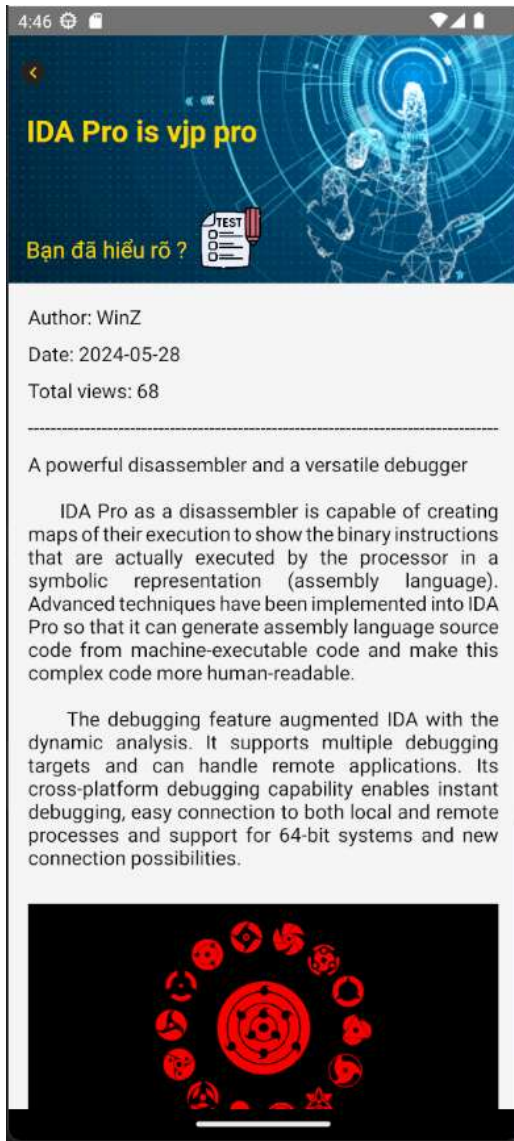 4:46
IDA Pro is vjp pro
TEST
Bạn đã hiểu rõ ?
Author: WinZ
Date: 2024-05-28
Total views: 68
--------------------------------------------------------------------------------
A powerful disassembler and a versatile debugger
IDA Pro as a disassembler is capable of creating
maps of their execution to show the binary instructions
that are actually executed by the processor in a
symbolic representation (assembly language).
Advanced techniques have been implemented into IDA
Pro so that it can generate assembly language source
code from machine-executable code and make this
complex code more human-readable.
The debugging feature augmented IDA with the
dynamic analysis. It supports multiple debugging
targets and can handle remote applications. Its
cross-platform debugging capability enables instant
debugging, easy connection to both local and remote
processes and support for 64-bit systems and new
connection possibilities.